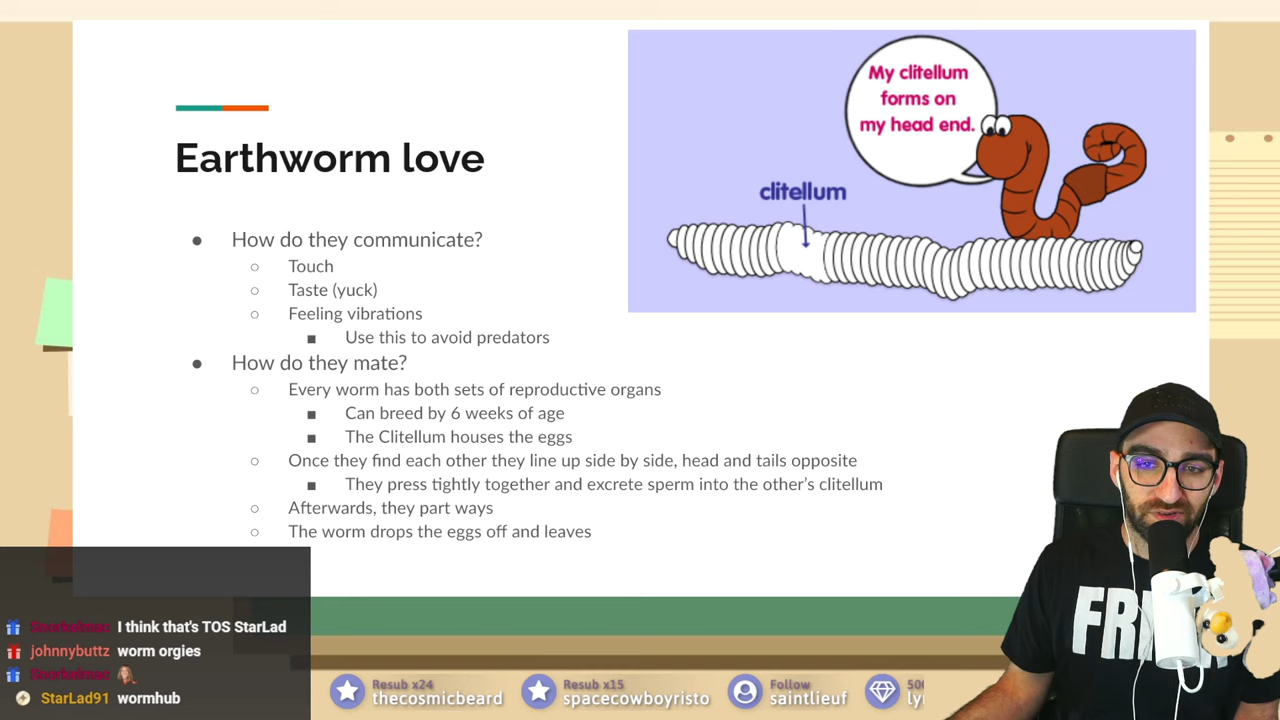 My clitellum
forms on
my head end.
clitellum
Earthworm love
How do they communicate?
Touch
Taste (yuck)
Feeling vibrations
Use this to avoid predators
How do they mate?
Every worm has both sets of reproductive organs
Can breed by 6 weeks of age
The Clitellum houses the eggs
Once they find each other they line up side by side, head and tails opposite
They press tightly together and excrete sperm into the other's clitellum
Afterwards, they part ways
The worm drops the eggs off and leaves
I think that's TOS StarLad
johnnybuttz worm orgies
StarLad91 wormhub
Resub x24
thecosmicbeard
Resub x15
spacecowboyristo
Follow
saintlieuf